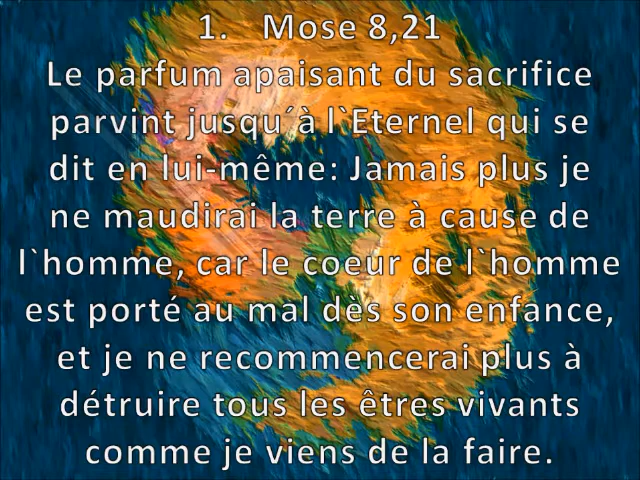 1. Mose 8,21
Le parfum apaisant du sacrifice
parvint jusqu´à l`Eternel qui se
dit en lui-même: Jamais plus je
ne maudirai la terre à cause de
l`homme, car le coeur de l`homme
est porté au mal dès son enfance,
et je ne recommencerai plus à
détruire tous les êtres vivants
comme je viens de la faire.